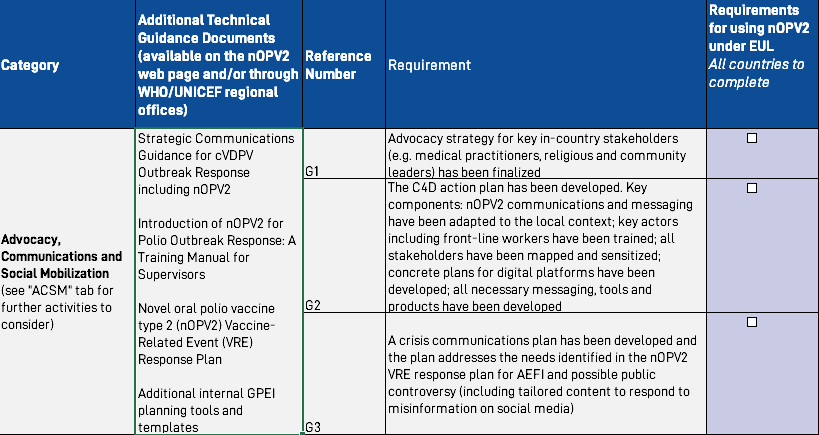 Category
Additional Technical
Guidance Documents
(available on the nOPV2
web page and/or through
WHO/UNICEF regional
offices)
Reference
Number
Requirement
Requirements
for using nOPV2
under EUL
All countries to
complete
Advocacy,
Communications and
Social Mobilization
(see "ACSM" tab for
further activities to
consider)
Strategic Communications
Guidance for cVDPV
Outbreak Response
including nOPV2
Introduction of nOPV2 for
Polio Outbreak Response: A
Training Manual for
Supervisors
Novel oral polio vaccine
type 2 (nOPV2) Vaccine-
Related Event (VRE)
Response Plan
Additional internal GPEI
planning tools and
templates
G1
Advocacy strategy for key in-country stakeholders
(e.g. medical practitioners, religious and community
leaders) has been finalized
G2
The C4D action plan has been developed. Key
components: nOPV2 communications and messaging
have been adapted to the local context; key actors
including front-line workers have been trained; all
stakeholders have been mapped and sensitized;
concrete plans for digital platforms have been
developed; all necessary messaging, tools and
products have been developed
G3
A crisis communications plan has been developed and
the plan addresses the needs identified in the nOPV2
VRE response plan for AEFI and possible public
controversy (including tailored content to respond to
misinformation on social media)